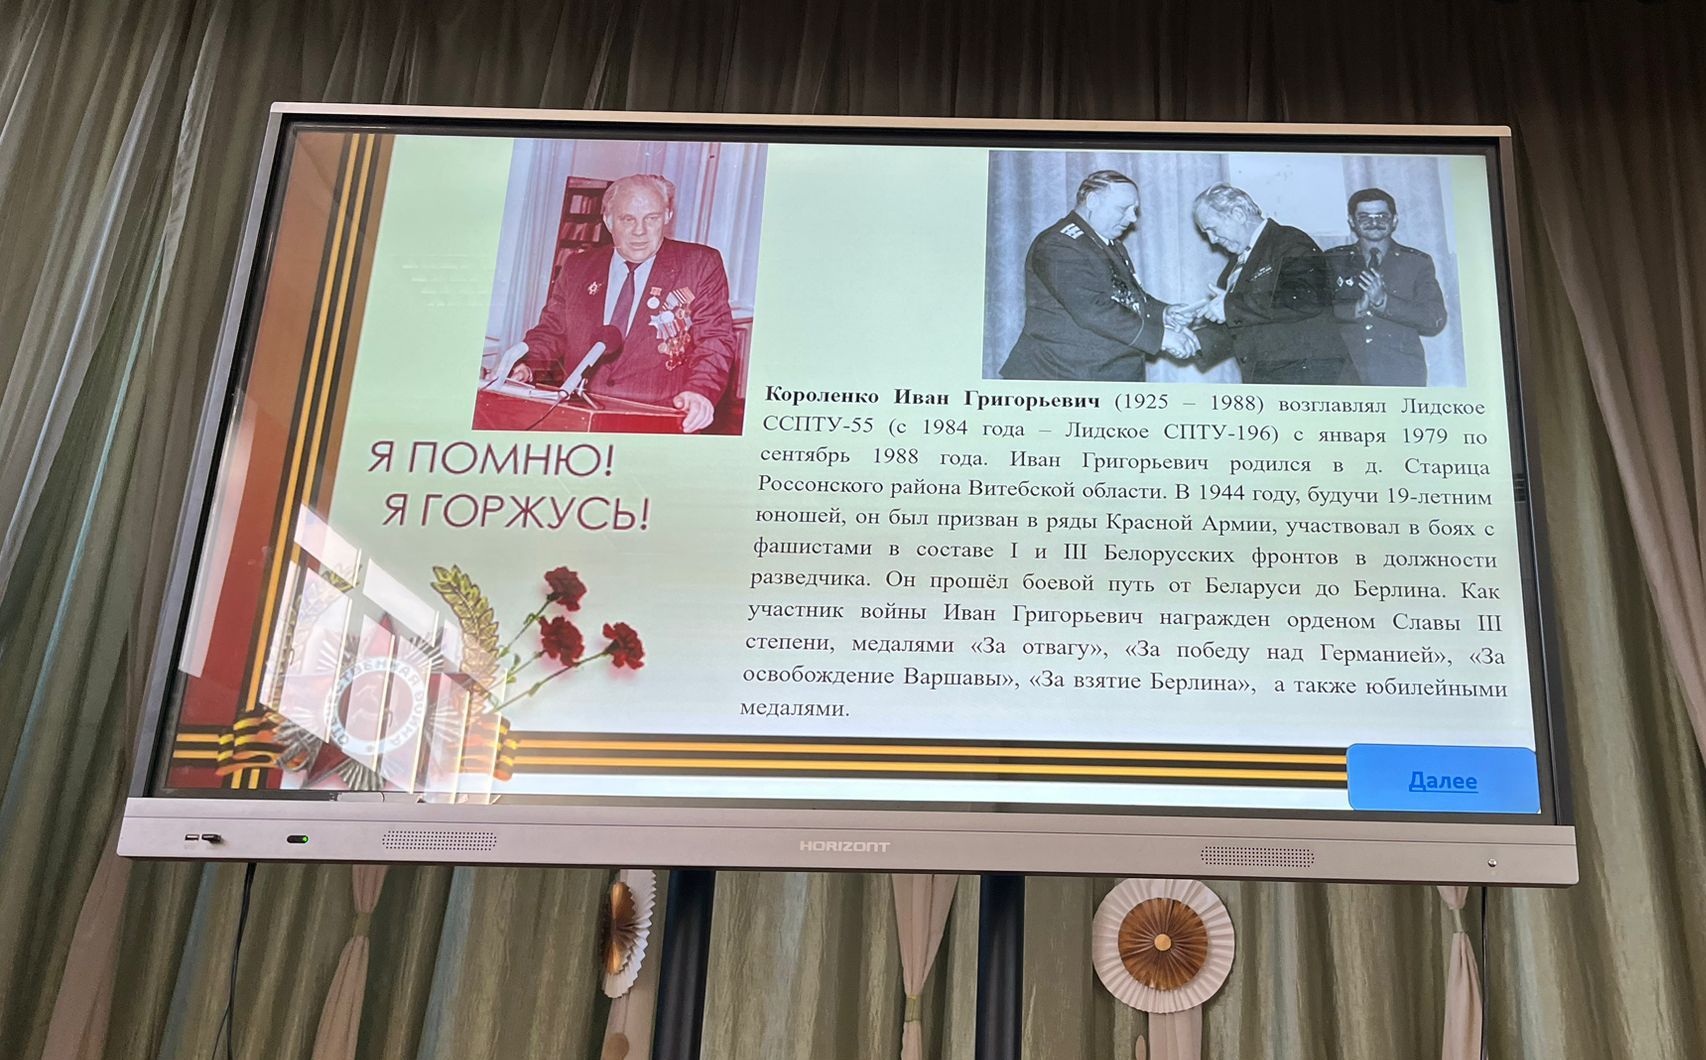 Я ПОМНЮ!
Я ГОРЖУСЬ!
Короленко Иван Григорьевич (1925 – 1988) возглавлял Лидское
ССПТУ-55 (с 1984 года – Лидское СПТУ-196) с января 1979 по
сентябрь 1988 года. Иван Григорьевич родился в д. Старица
Россонского района Витебской области. В 1944 году, будучи 19-летним
юношей, он был призван в ряды Красной Армии, участвовал в боях с
фашистами в составе I и III Белорусских фронтов в должности
разведчика. Он прошёл боевой путь от Беларуси до Берлина. Как
участник войны Иван Григорьевич награжден орденом Славы III
степени, медалями «За отвагу», «За победу над Германией», «За
освобождение Варшавы», «За взятие Берлина», а также юбилейными
медалями.
Далее
HORIZONT